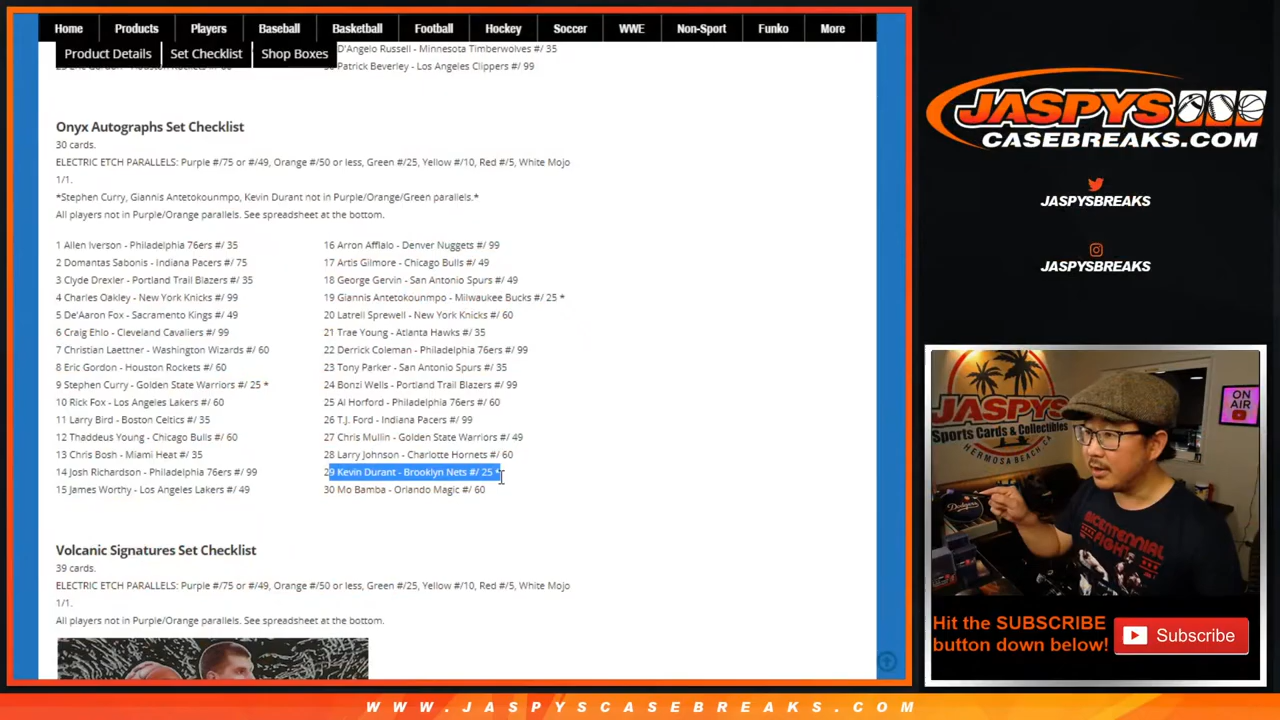 Home Products Players Baseball Basketball Football Hockey Soccer WWE Non-Sport Funko More
Product Details Set Checklist Shop Boxes
D'Angelo Russell - Minnesota Timberwolves #/ 35
Patrick Beverley - Los Angeles Clippers #/ 99
Onyx Autographs Set Checklist
30 cards.
ELECTRIC ETCH PARALLELS: Purple #/75 or #/49, Orange #/50 or less, Green #/25, Yellow #/10, Red #/5, White Mojo
1/1.
*Stephen Curry, Giannis Antetokounmpo, Kevin Durant not in Purple/Orange/Green parallels.*
All players not in Purple/Orange parallels. See spreadsheet at the bottom.
1 Allen Iverson - Philadelphia 76ers #/ 35
2 Domantas Sabonis - Indiana Pacers #/ 75
3 Clyde Drexler - Portland Trail Blazers #/ 35
4 Charles Oakley - New York Knicks #/ 99
5 De'Aaron Fox - Sacramento Kings #/ 49
6 Craig Ehlo - Cleveland Cavaliers #/ 99
7 Christian Laettner - Washington Wizards #/ 60
8 Eric Gordon - Houston Rockets #/ 60
9 Stephen Curry - Golden State Warriors #/ 25 *
10 Rick Fox - Los Angeles Lakers #/ 60
11 Larry Bird - Boston Celtics #/ 35
12 Thaddeus Young - Chicago Bulls #/ 60
13 Chris Bosh - Miami Heat #/ 35
14 Josh Richardson - Philadelphia 76ers #/ 99
15 James Worthy - Los Angeles Lakers #/ 49
16 Arron Afflalo - Denver Nuggets #/ 99
17 Artis Gilmore - Chicago Bulls #/ 49
18 George Gervin - San Antonio Spurs #/ 49
19 Giannis Antetokounmpo - Milwaukee Bucks #/ 25 *
20 Latrell Sprewell - New York Knicks #/ 60
21 Trae Young - Atlanta Hawks #/ 35
22 Derrick Coleman - Philadelphia 76ers #/ 99
23 Tony Parker - San Antonio Spurs #/ 35
24 Bonzi Wells - Portland Trail Blazers #/ 99
25 Al Horford - Philadelphia 76ers #/ 60
26 T.J. Ford - Indiana Pacers #/ 99
27 Chris Mullin - Golden State Warriors #/ 49
28 Larry Johnson - Charlotte Hornets #/ 60
29 Kevin Durant - Brooklyn Nets #/ 25 *
30 Mo Bamba - Orlando Magic #/ 60
Volcanic Signatures Set Checklist
39 cards.
ELECTRIC ETCH PARALLELS: Purple #/75 or #/49, Orange #/50 or less, Green #/25, Yellow #/10, Red #/5, White Mojo
1/1.
All players not in Purple/Orange parallels. See spreadsheet at the bottom.
JASPYS
CASEBREAKS.COM
JASPYSBREAKS
JASPYSBREAKS
JASPYS
Sports Cards & Collectibles
HERMOSA BEACH, CA
ON AIR
Dodgers
BICENTENNIAL
FIGHT
Hit the SUBSCRIBE
button down below!
Subscribe
WWW.JASPYSCASEBREAKS.COM